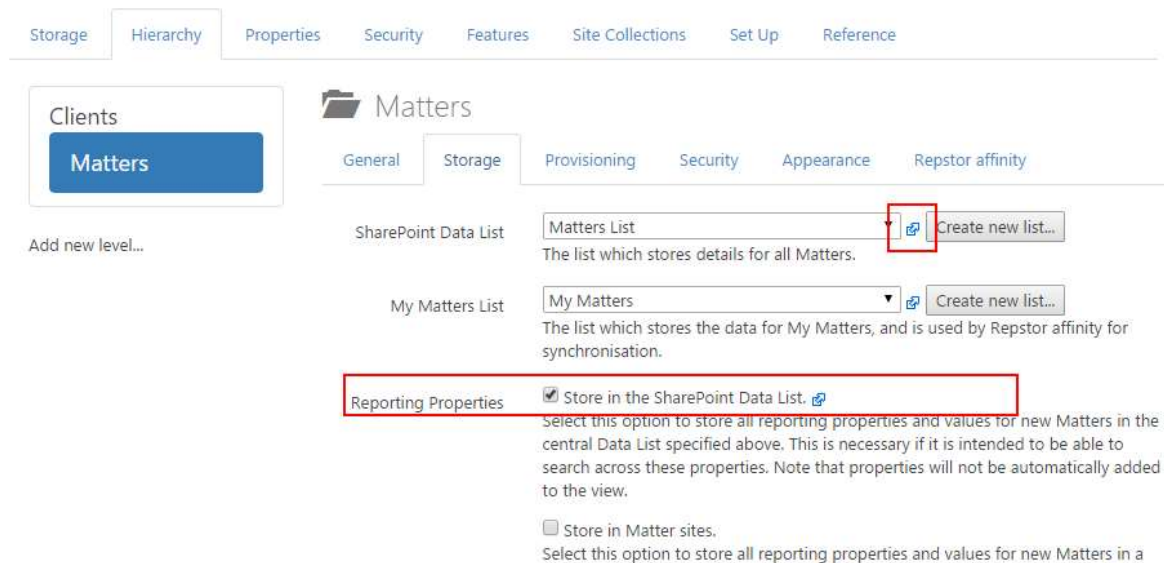 Storage Hierarchy Properties Security Features Site Collections Set Up Reference
Clients
Matters
Add new level...
Matters
General Storage Provisioning Security Appearance Repstor affinity
SharePoint Data List Matters List Create new list...
The list which stores details for all Matters.
My Matters List My Matters Create new list...
The list which stores the data for My Matters, and is used by Repstor affinity for
synchronisation.
Reporting Properties Store in the SharePoint Data List.
Select this option to store all reporting properties and values for new Matters in the
central Data List specified above. This is necessary if it is intended to be able to
search across these properties. Note that properties will not be automatically added
to the view.
Store in Matter sites.
Select this option to store all reporting properties and values for new Matters in a